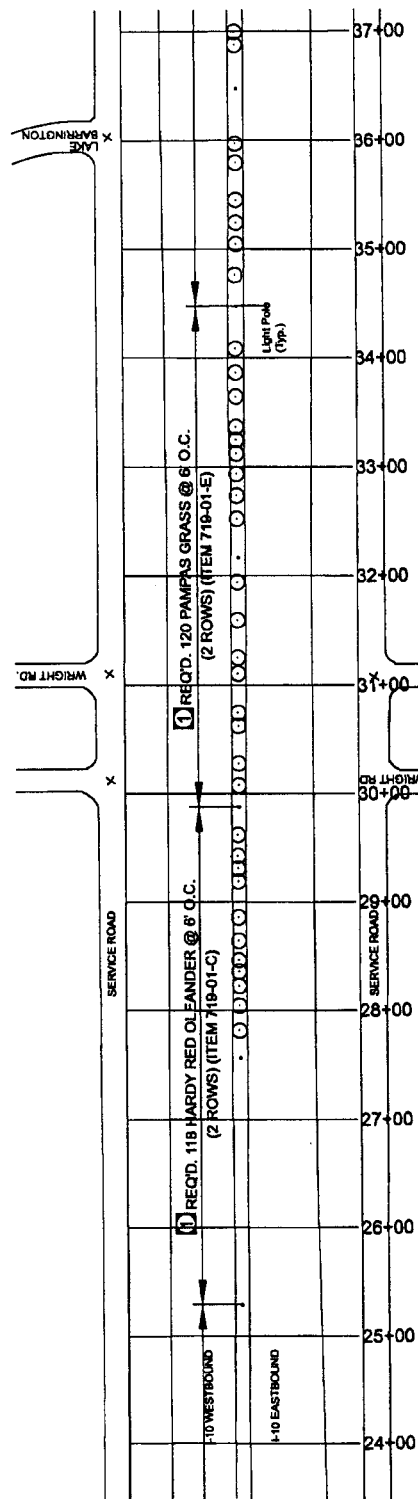 37+00
LAKE
BARRINGTON
36+00
35+00
Light Pole
(Typ.)
34+00
33+00
1 REQ'D. 120 PAMPAS GRASS @ 6' O.C.
(2 ROWS) (ITEM 719-01-E)
32+00
WRIGHT RD.
31+00
WRIGHT RD
30+00
29+00
SERVICE ROAD
SERVICE ROAD
1 REQ'D. 118 HARDY RED OLEANDER @ 6' O.C.
(2 ROWS) (ITEM 719-01-C)
28+00
27+00
26+00
25+00
I-10 WESTBOUND
I-10 EASTBOUND
24+00